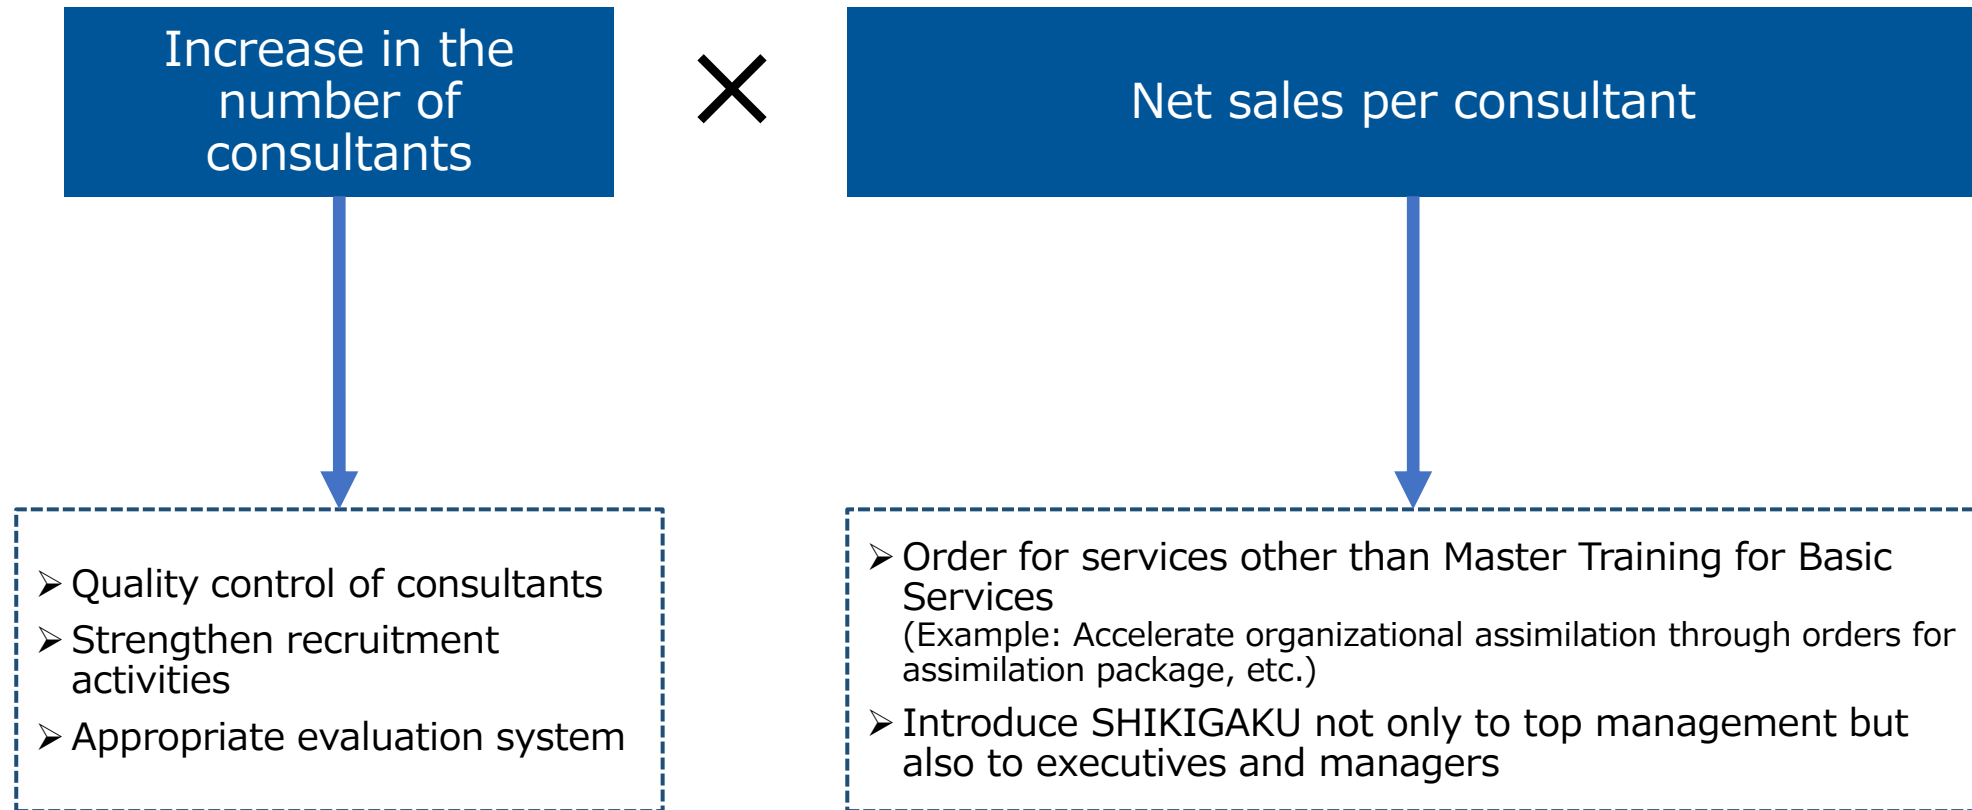 Increase in the
number of
consultants
×
Net sales per consultant
➢ Quality control of consultants
➢ Strengthen recruitment
activities
➢ Appropriate evaluation system
➢ Order for services other than Master Training for Basic
Services
(Example: Accelerate organizational assimilation through orders for
assimilation package, etc.)
➢ Introduce SHIKIGAKU not only to top management but
also to executives and managers